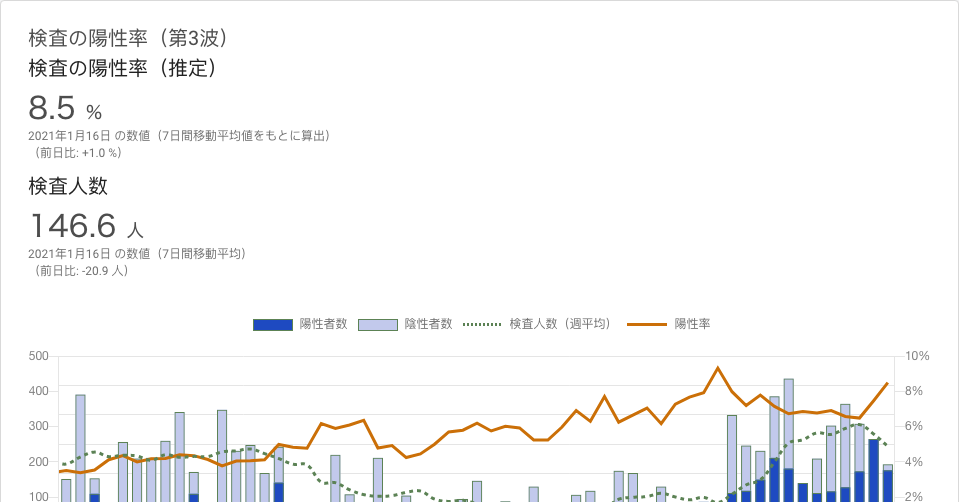 検査の陽性率（第3波）
検査の陽性率（推定）
8.5 %
2021年1月16日 の数値（7日間移動平均値をもとに算出）
（前日比: +1.0 %）
検査人数
146.6 人
2021年1月16日 の数値（7日間移動平均）
（前日比: -20.9 人）
陽性者数 陰性者数 検査人数（週平均） 陽性率
500 10%
400 8%
300 6%
200 4%
100 2%